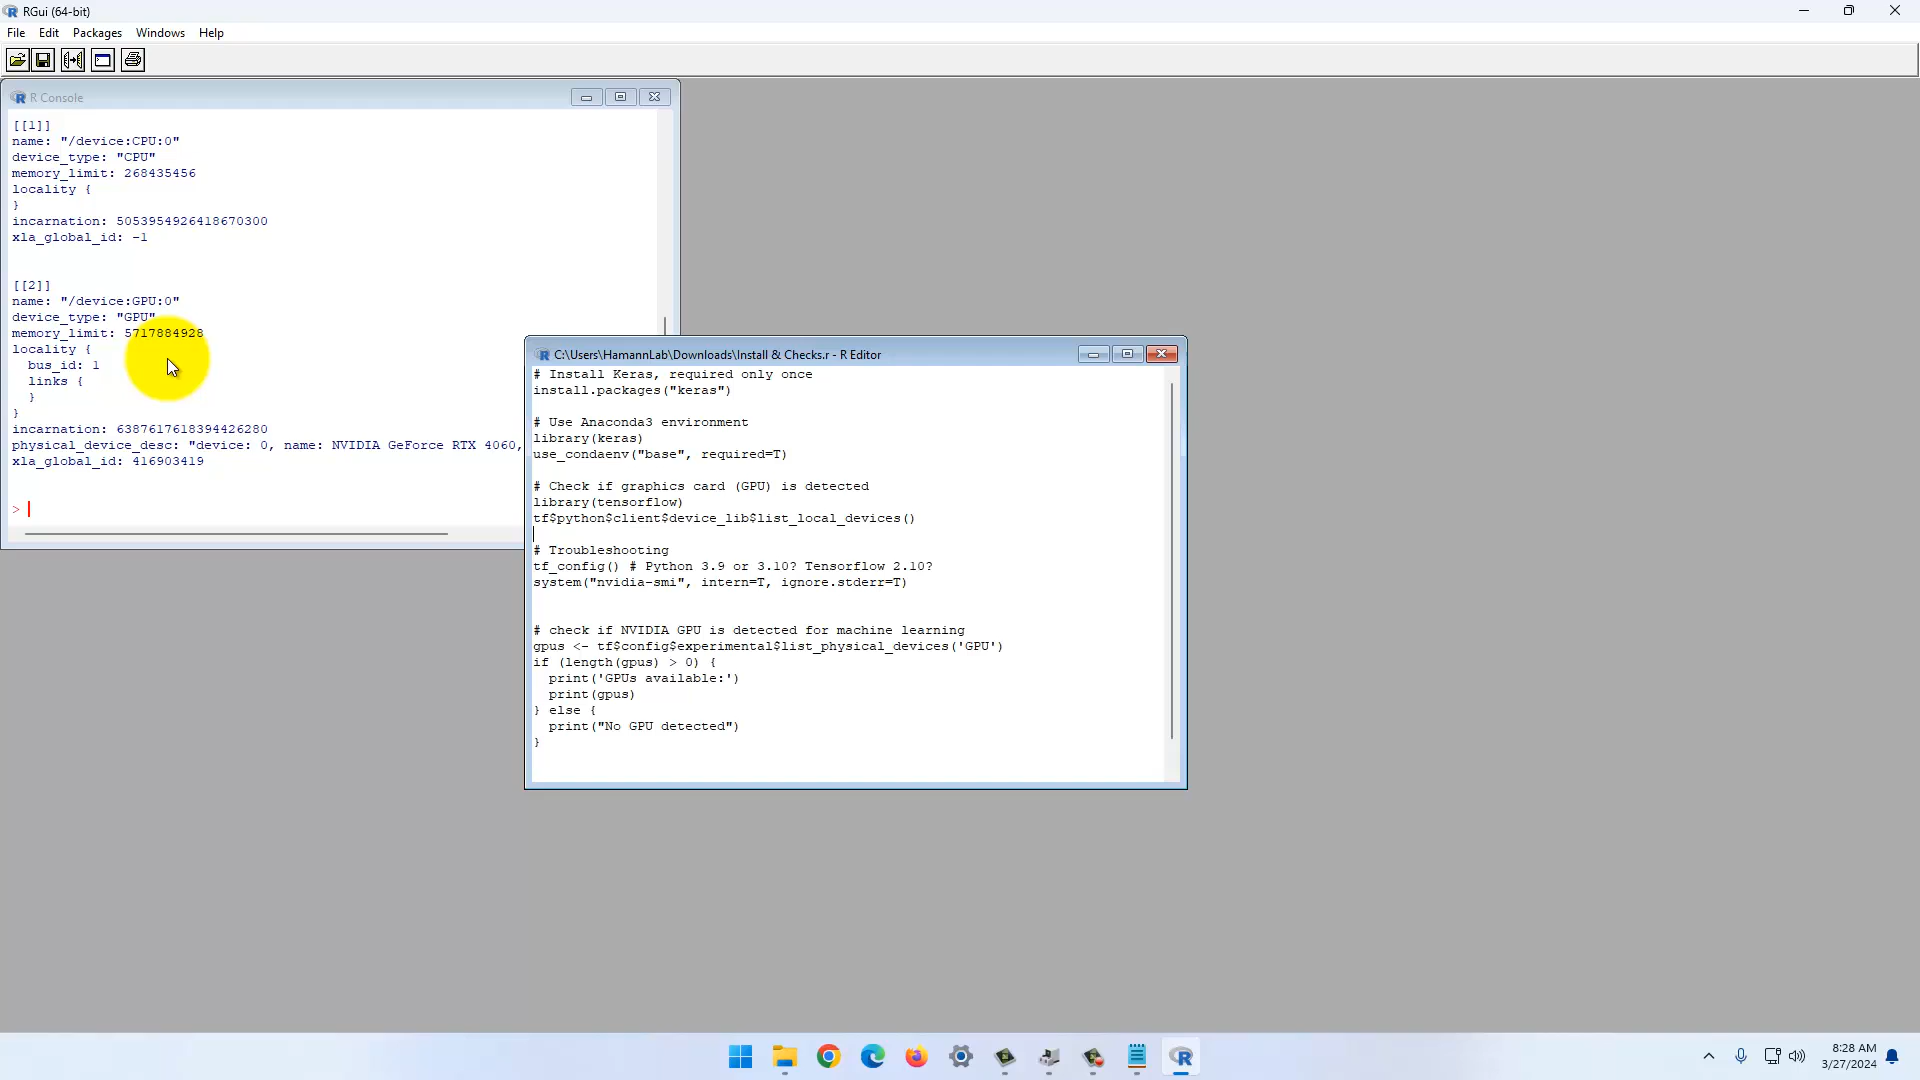 RGui (64-bit)
File Edit Packages Windows Help
R Console
[[1]]
name: "/device:CPU:0"
device_type: "CPU"
memory_limit: 268435456
locality {
}
incarnation: 5053954926418670300
xla_global_id: -1
[[2]]
name: "/device:GPU:0"
device_type: "GPU"
memory_limit: 5717884928
locality {
  bus_id: 1
  links {
  }
}
incarnation: 6387617618394426280
physical_device_desc: "device: 0, name: NVIDIA GeForce RTX 4060,
xla_global_id: 416903419
>
C:\Users\HamannLab\Downloads\Install & Checks.r - R Editor
# Install Keras, required only once
install.packages("keras")
# Use Anaconda3 environment
library(keras)
use_condaenv("base", required=T)
# Check if graphics card (GPU) is detected
library(tensorflow)
tf$python$client$device_lib$list_local_devices()
# Troubleshooting
tf_config() # Python 3.9 or 3.10? Tensorflow 2.10?
system("nvidia-smi", intern=T, ignore.stderr=T)
# check if NVIDIA GPU is detected for machine learning
gpus <- tf$config$experimental$list_physical_devices('GPU')
if (length(gpus) > 0) {
  print('GPUs available:')
  print(gpus)
} else {
  print("No GPU detected")
}
8:28 AM
3/27/2024